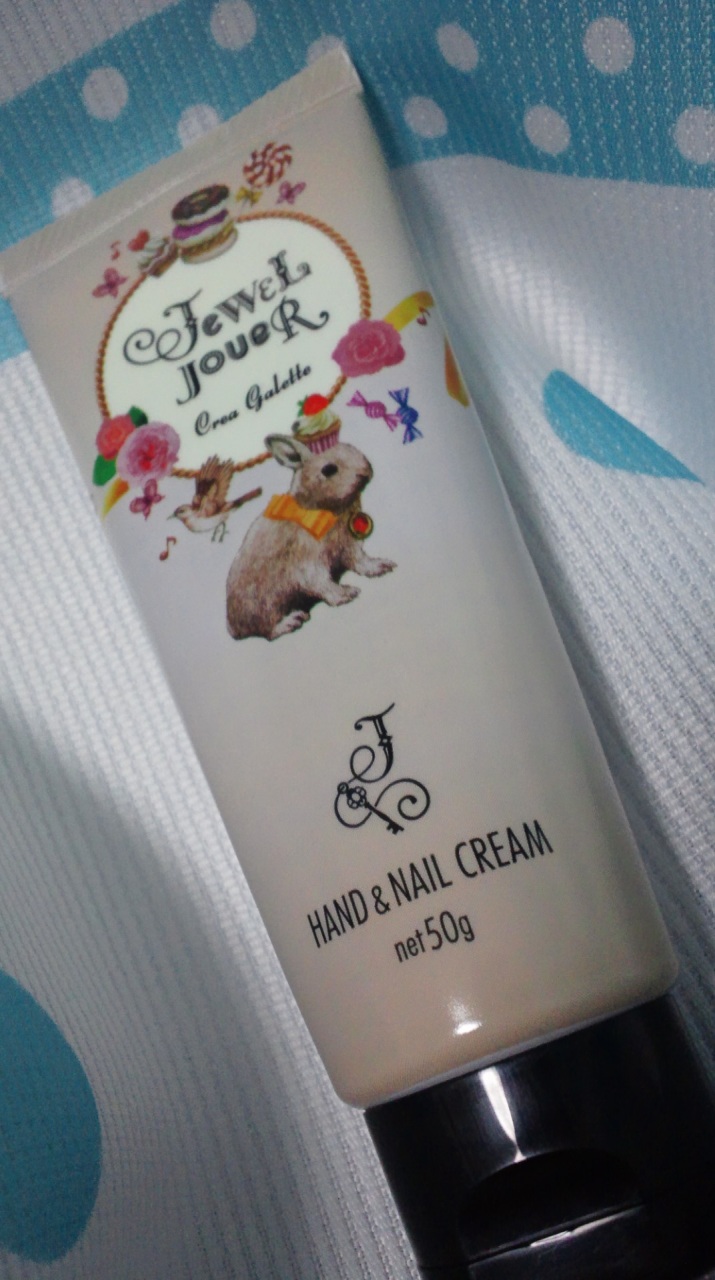 JeWEL
JoueR
Crea Galette
J
HAND & NAIL CREAM
net 50g